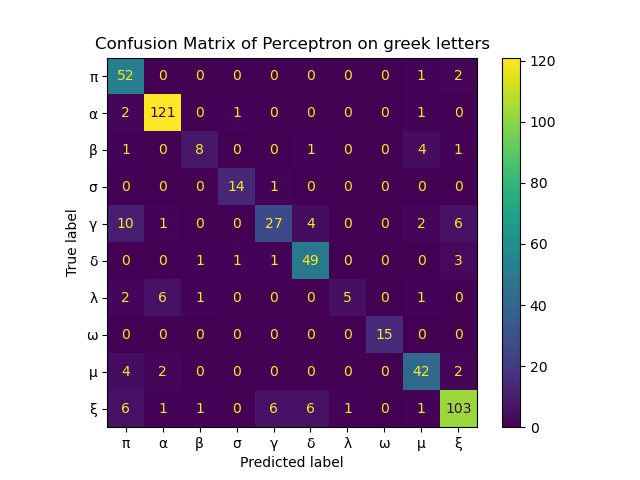 Confusion Matrix of Perceptron on greek letters
π 52 0 0 0 0 0 0 0 1 2
α 2 121 0 1 0 0 0 0 1 0
β 1 0 8 0 0 1 0 0 4 1
σ 0 0 0 14 1 0 0 0 0 0
γ 10 1 0 0 27 4 0 0 2 6
δ 0 0 1 1 1 49 0 0 0 3
λ 2 6 1 0 0 0 5 0 1 0
ω 0 0 0 0 0 0 0 15 0 0
μ 4 2 0 0 0 0 0 0 42 2
ξ 6 1 1 0 6 6 1 0 1 103
π α β σ γ δ λ ω μ ξ
Predicted label
True label
120
100
80
60
40
20
0